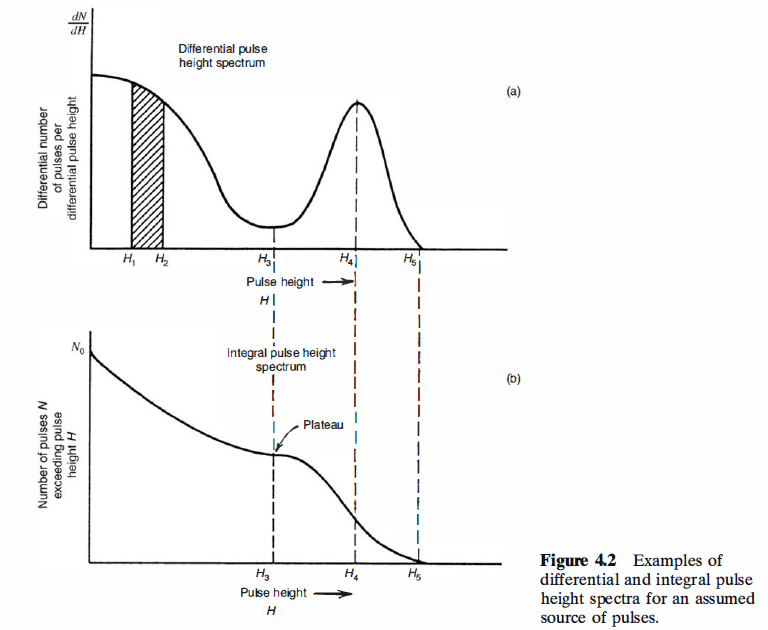 dN
dH
Differential pulse
height spectrum
(a)
Differential number
of pulses per
differential pulse height
H₁ H₂ H₃ H₄ H₅
Pulse height
H
N₀
Integral pulse height
spectrum
(b)
Plateau
Number of pulses N
exceeding pulse
height H
H₃ H₄ H₅
Pulse height
H
Figure 4.2 Examples of
differential and integral pulse
height spectra for an assumed
source of pulses.